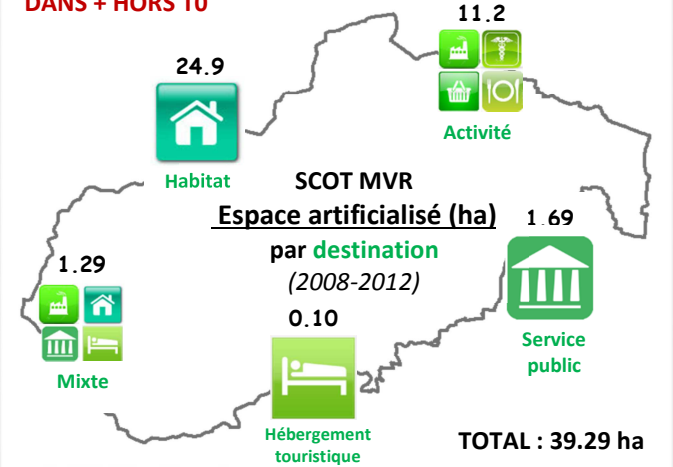 DANS + HORS T0
11.2
Activité
24.9
Habitat
SCOT MVR
Espace artificialisé (ha)
par destination
(2008-2012)
1.69
Service
public
1.29
Mixte
0.10
Hébergement
touristique
TOTAL : 39.29 ha